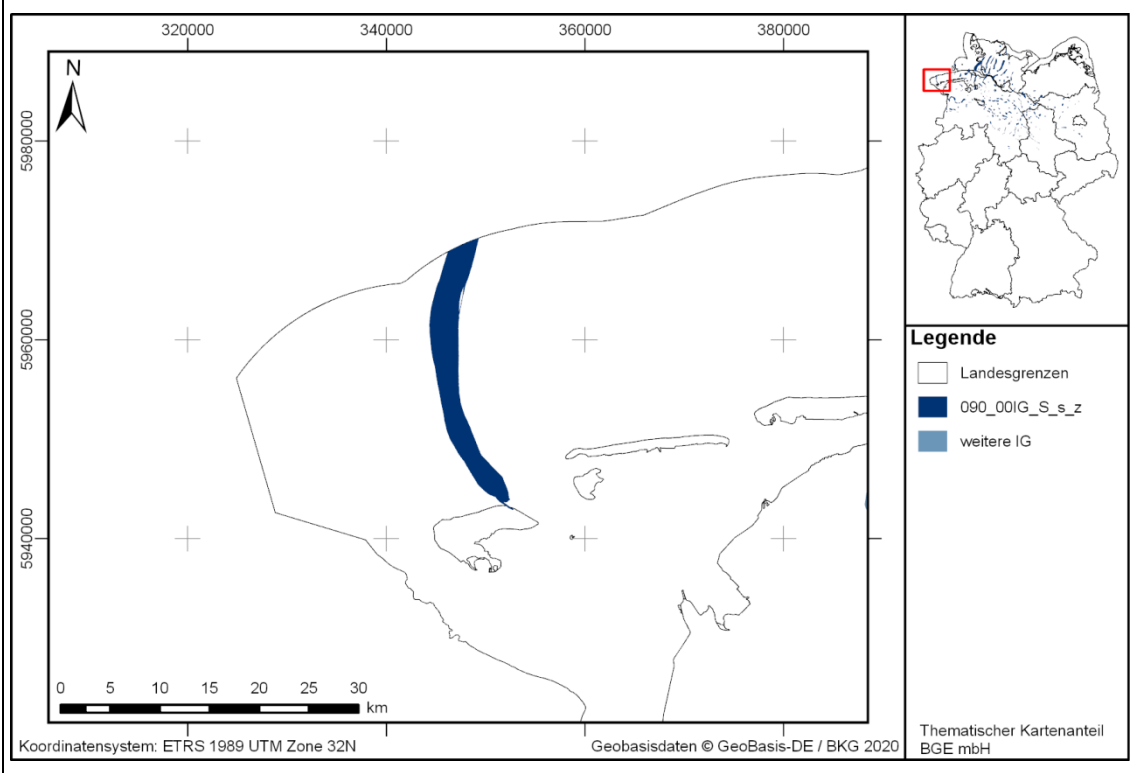 320000 340000 360000 380000
N
5980000
5960000
5940000
0 5 10 15 20 25 30
km
Koordinatensystem: ETRS 1989 UTM Zone 32N
Geobasisdaten © GeoBasis-DE / BKG 2020
Legende
Landesgrenzen
090_00IG_S_s_z
weitere IG
Thematischer Kartenanteil
BGE mbH